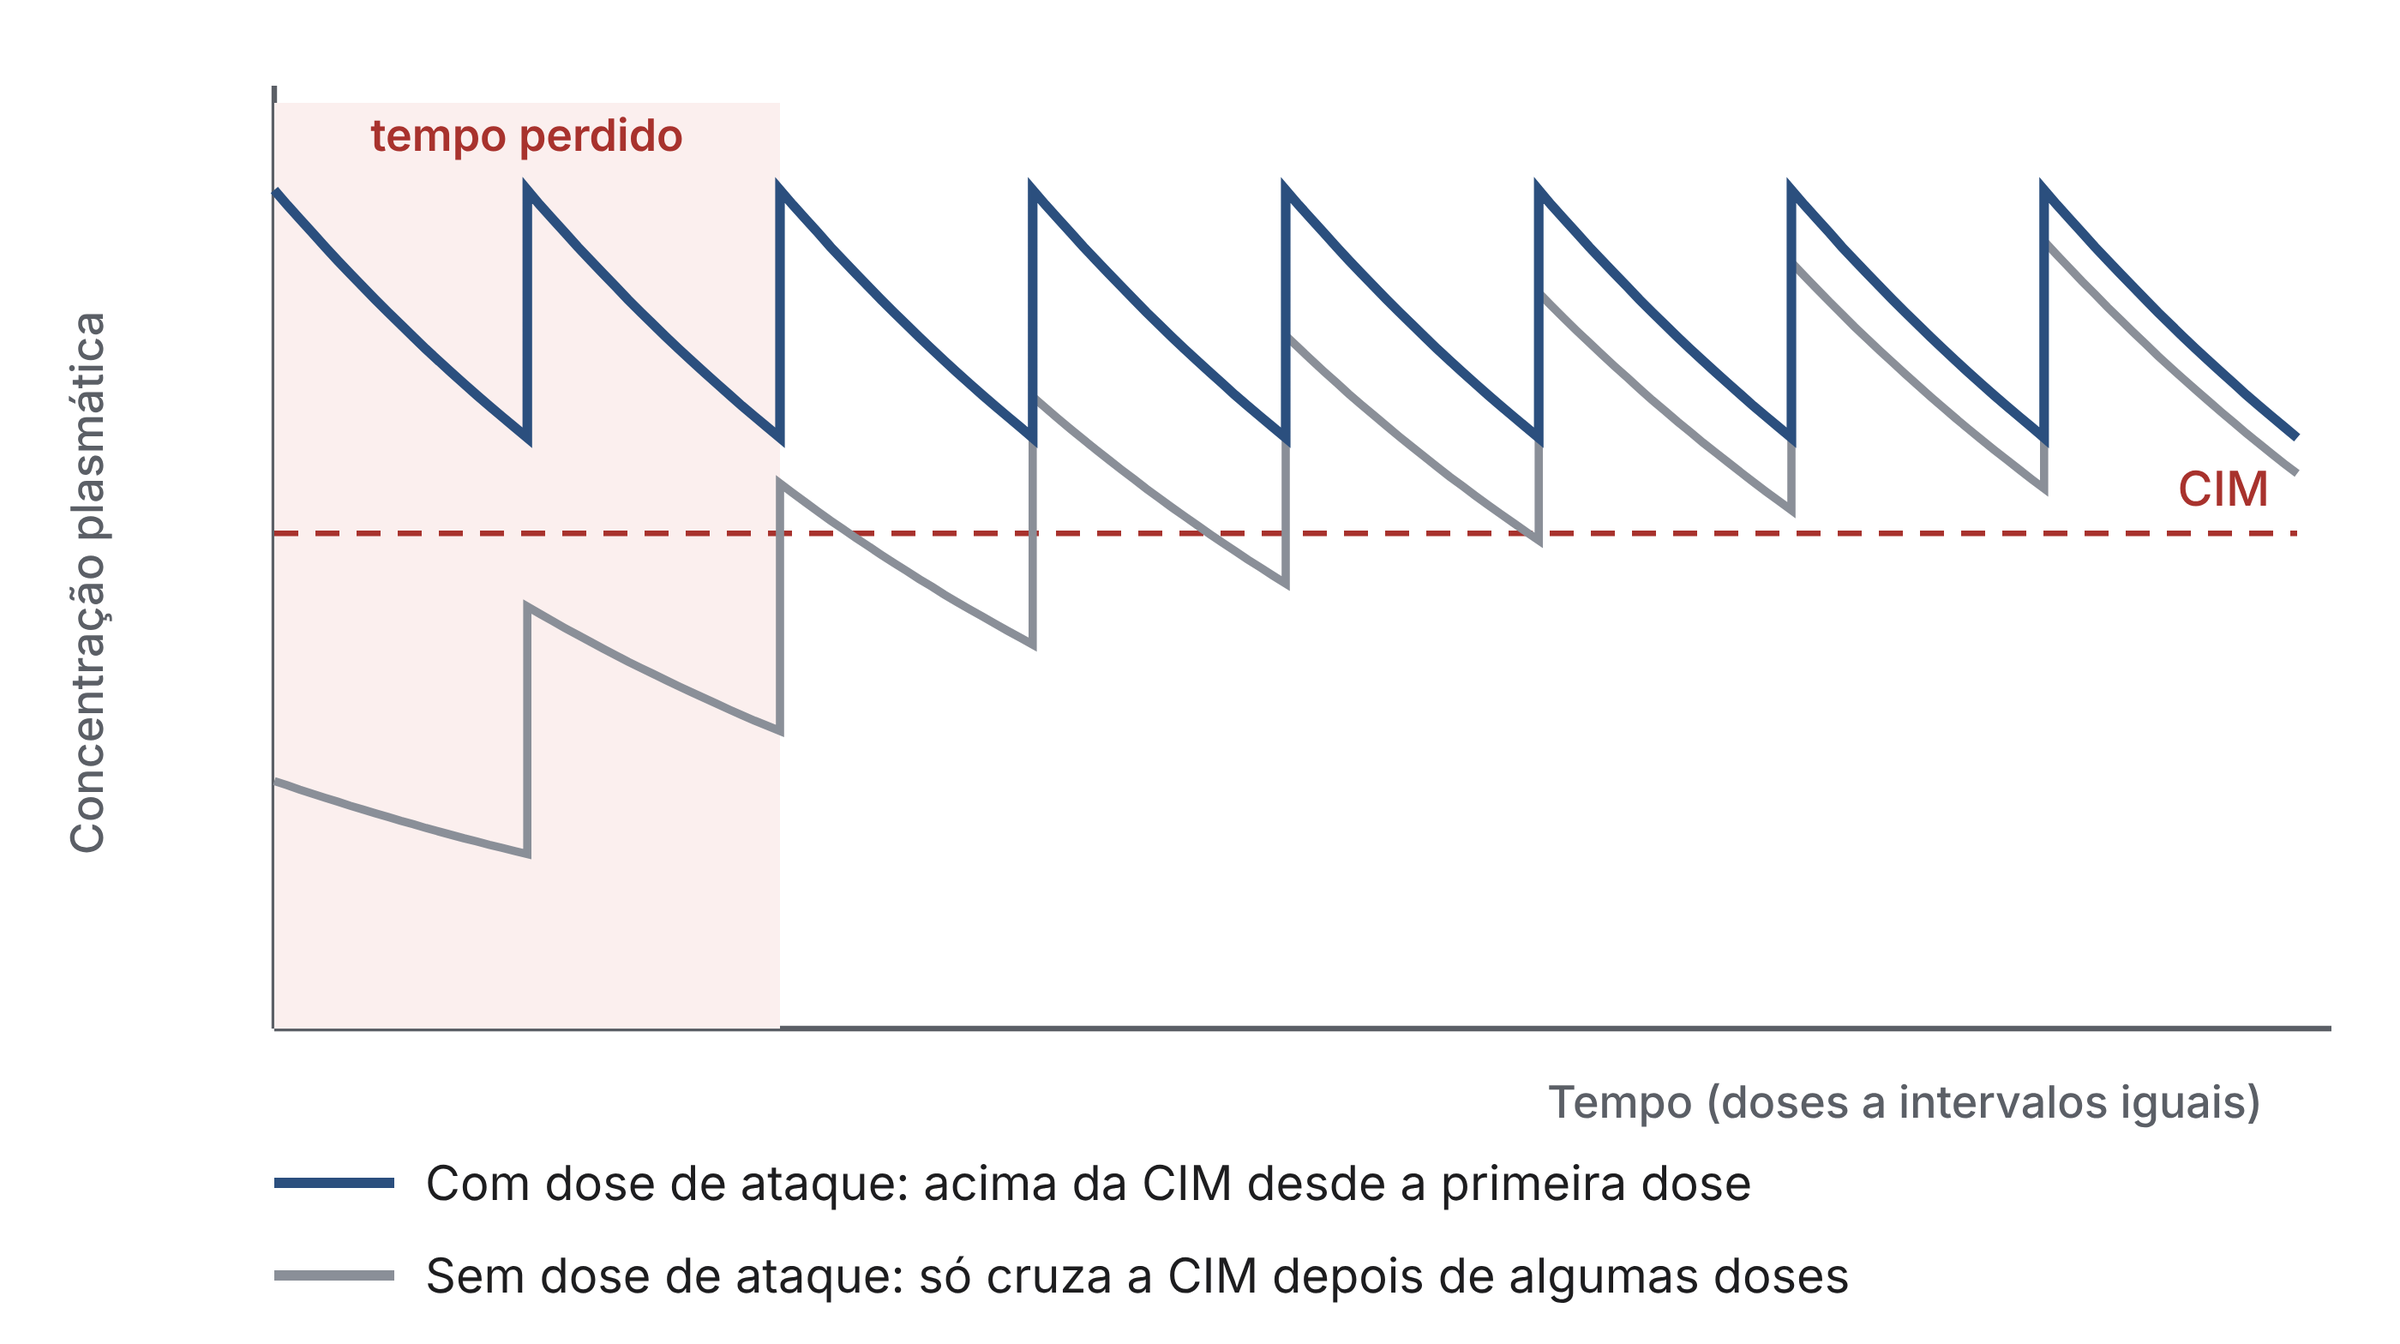 tempo perdido
Concentração plasmática
CIM
Tempo (doses a intervalos iguais)
Com dose de ataque: acima da CIM desde a primeira dose
Sem dose de ataque: só cruza a CIM depois de algumas doses